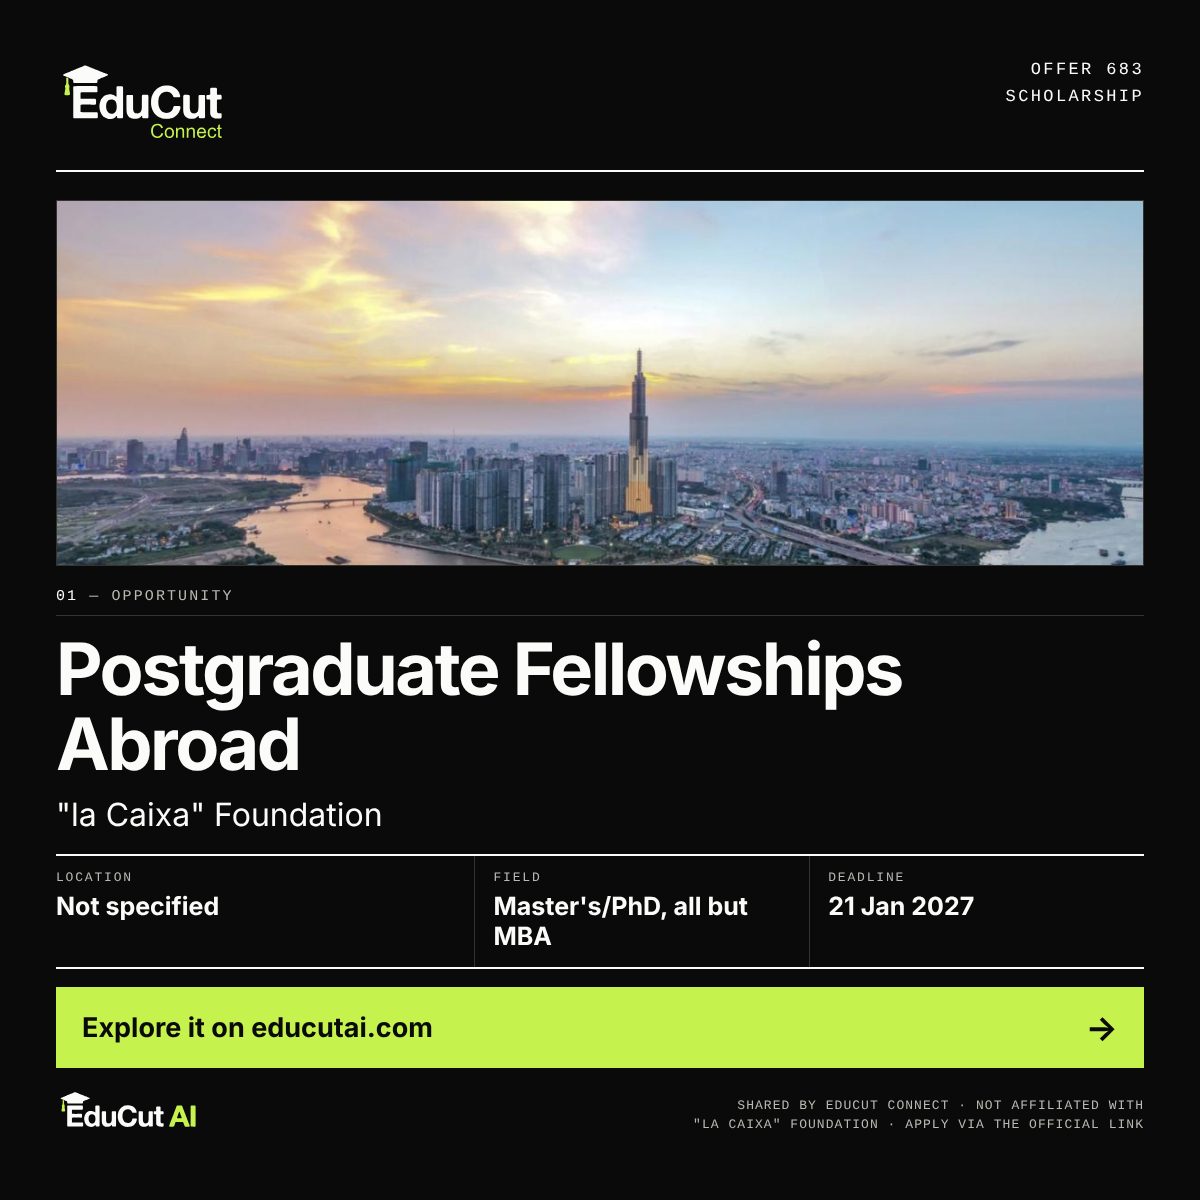 EduCut
Connect
OFFER 683
SCHOLARSHIP
01 — OPPORTUNITY
Postgraduate Fellowships
Abroad
"la Caixa" Foundation
LOCATION
Not specified
FIELD
Master's/PhD, all but
MBA
DEADLINE
21 Jan 2027
Explore it on educutai.com →
EduCut AI
SHARED BY EDUCUT CONNECT · NOT AFFILIATED WITH
"LA CAIXA" FOUNDATION · APPLY VIA THE OFFICIAL LINK